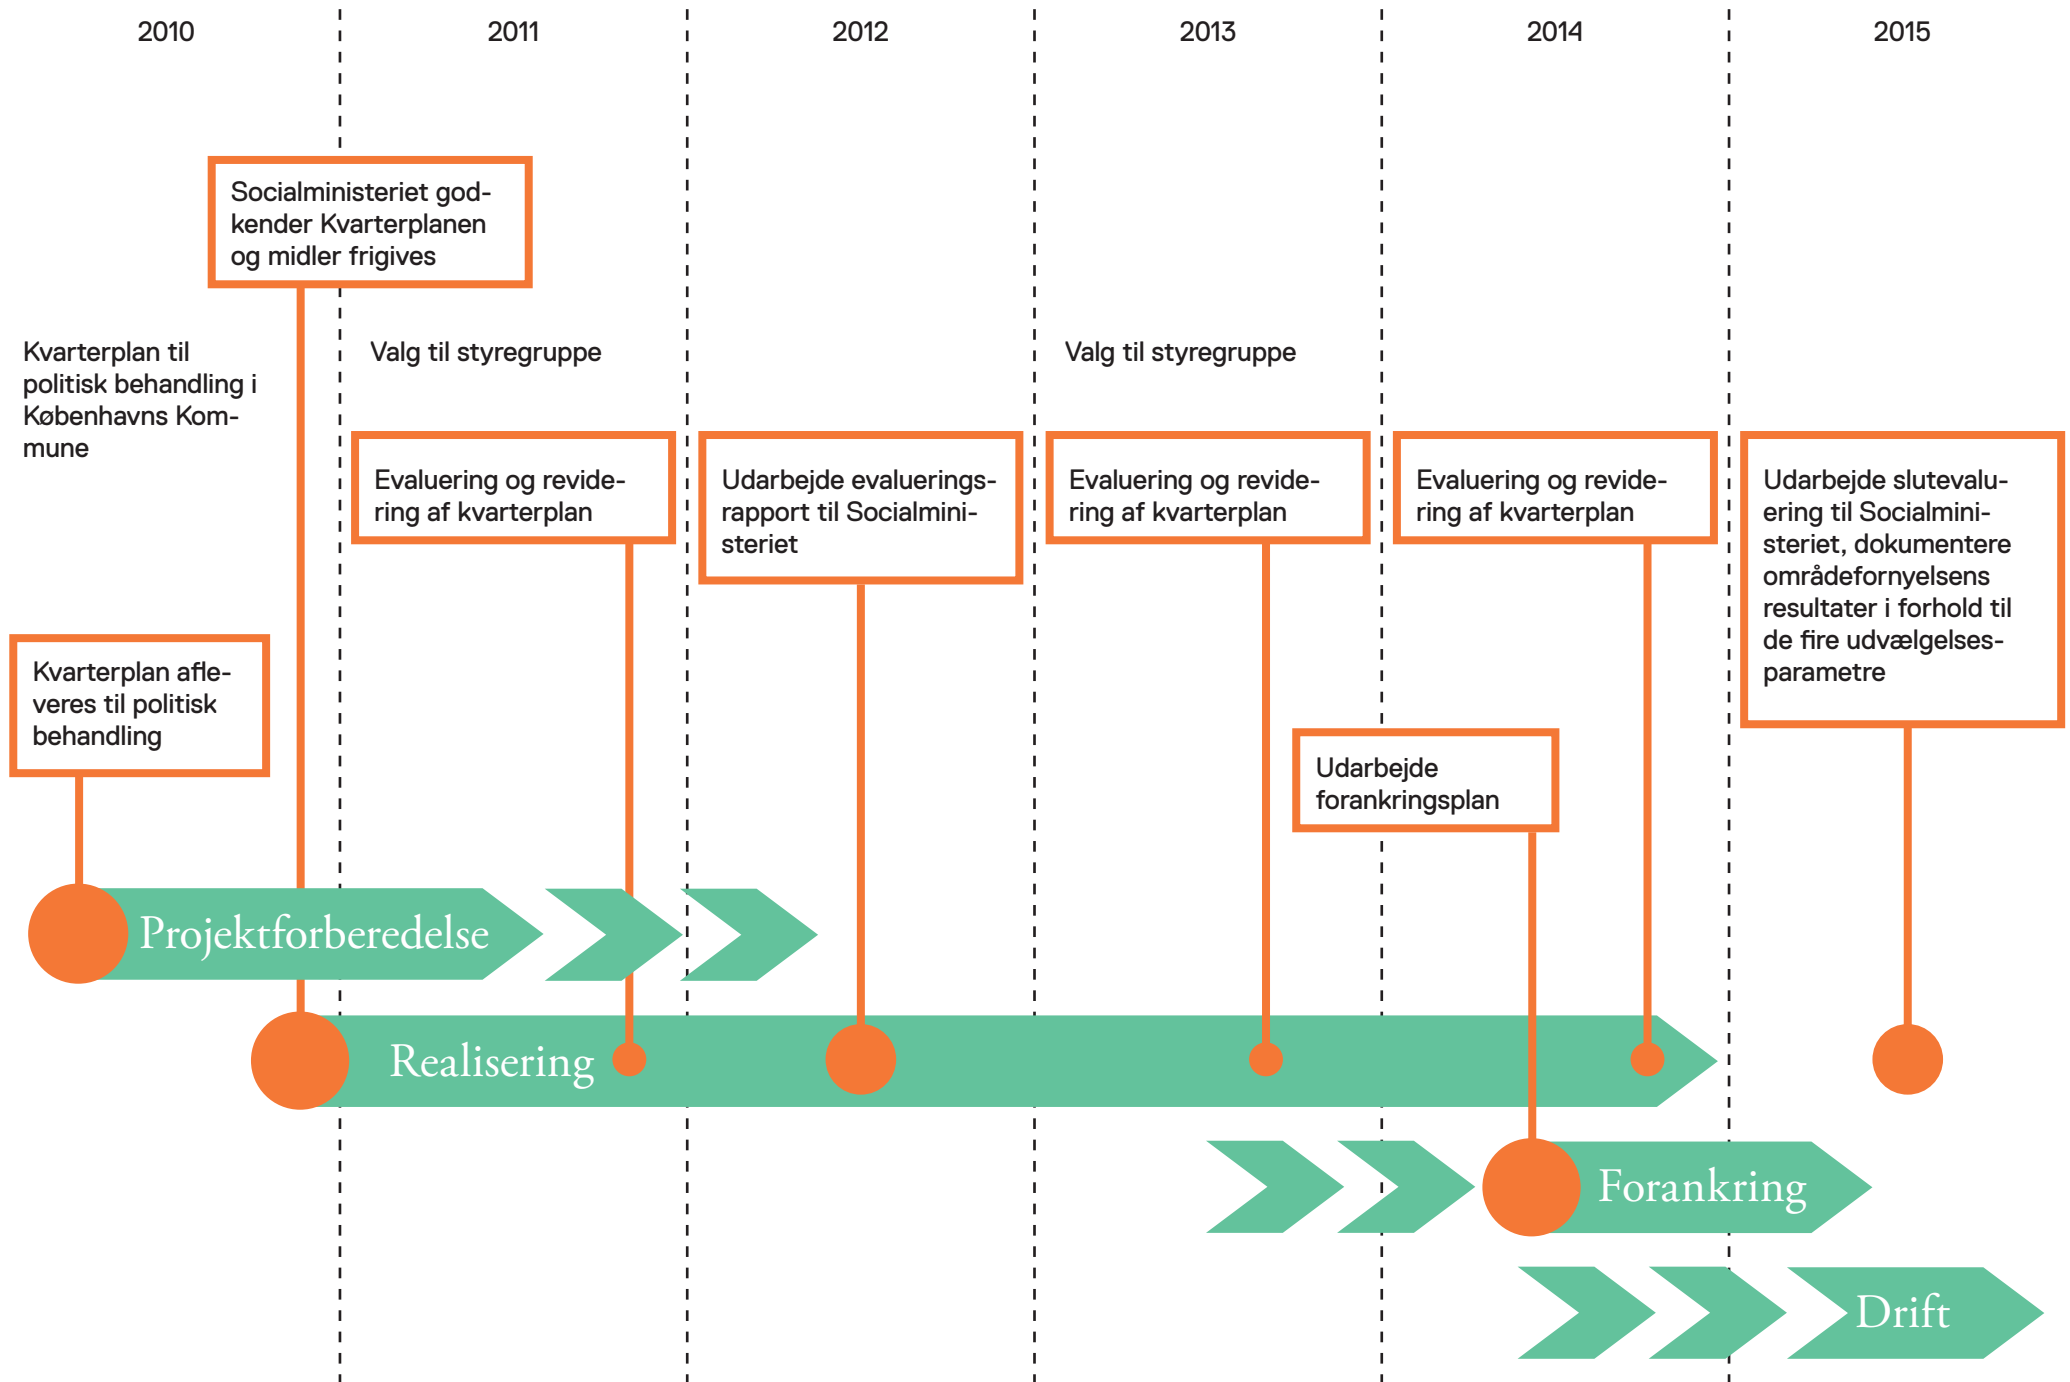 2010
2011
2012
2013
2014
2015
Socialministeriet god-
kender Kvarterplanen
og midler frigives
Kvarterplan til
politisk behandling i
Københavns Kom-
mune
Valg til styregruppe
Valg til styregruppe
Evaluering og revide-
ring af kvarterplan
Udarbejde evaluerings-
rapport til Socialmini-
steriet
Evaluering og revide-
ring af kvarterplan
Evaluering og revide-
ring af kvarterplan
Udarbejde slutevalu-
ering til Socialmini-
steriet, dokumentere
områdefornyelsens
resultater i forhold til
de fire udvælgelses-
parametre
Kvarterplan afle-
veres til politisk
behandling
Udarbejde
forankringsplan
Projektforberedelse
Realisering
Forankring
Drift